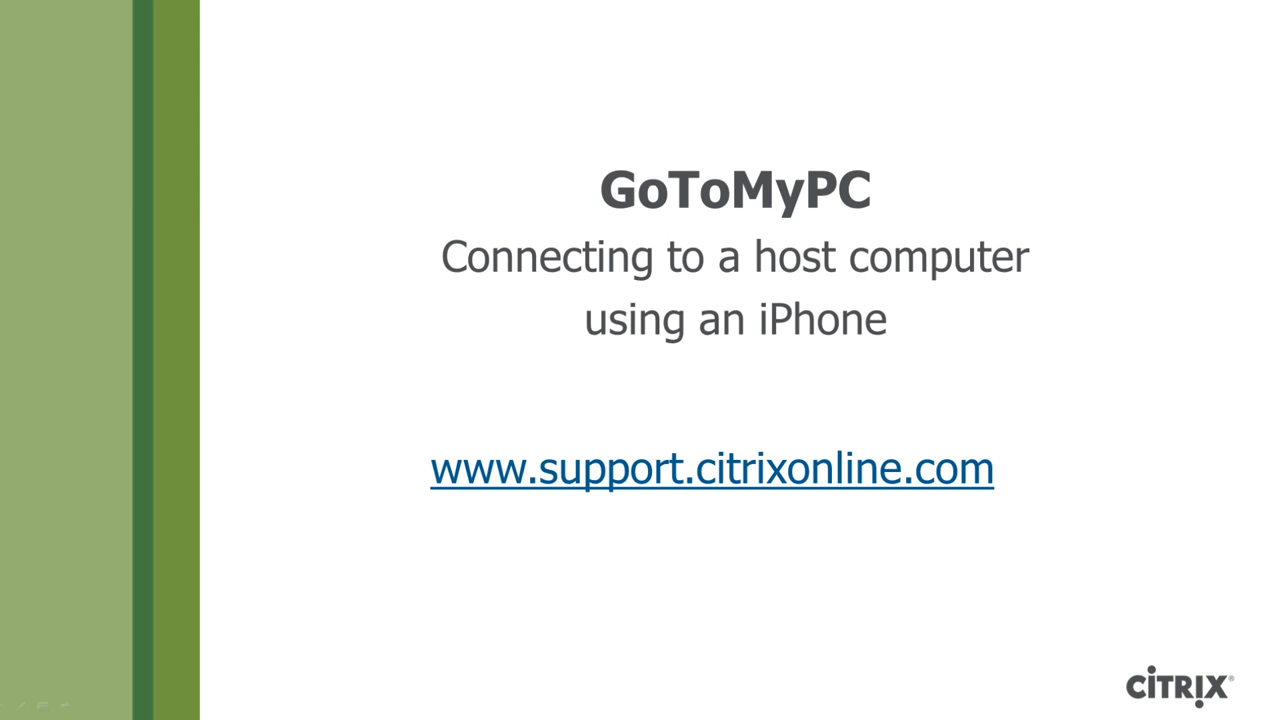 GoToMyPC
Connecting to a host computer
using an iPhone
www.support.citrixonline.com
CITRIX®